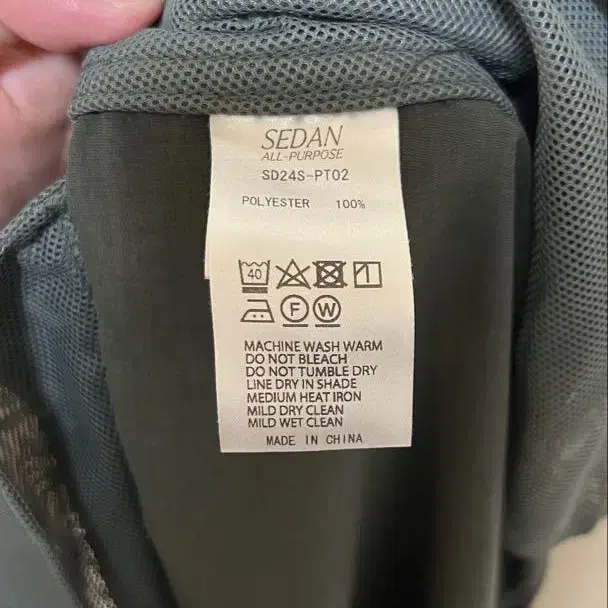 SEDAN
ALL-PURPOSE
SD24S-PT02
POLYESTER 100%
40
F W
MACHINE WASH WARM
DO NOT BLEACH
DO NOT TUMBLE DRY
LINE DRY IN SHADE
MEDIUM HEAT IRON
MILD DRY CLEAN
MILD WET CLEAN
MADE IN CHINA